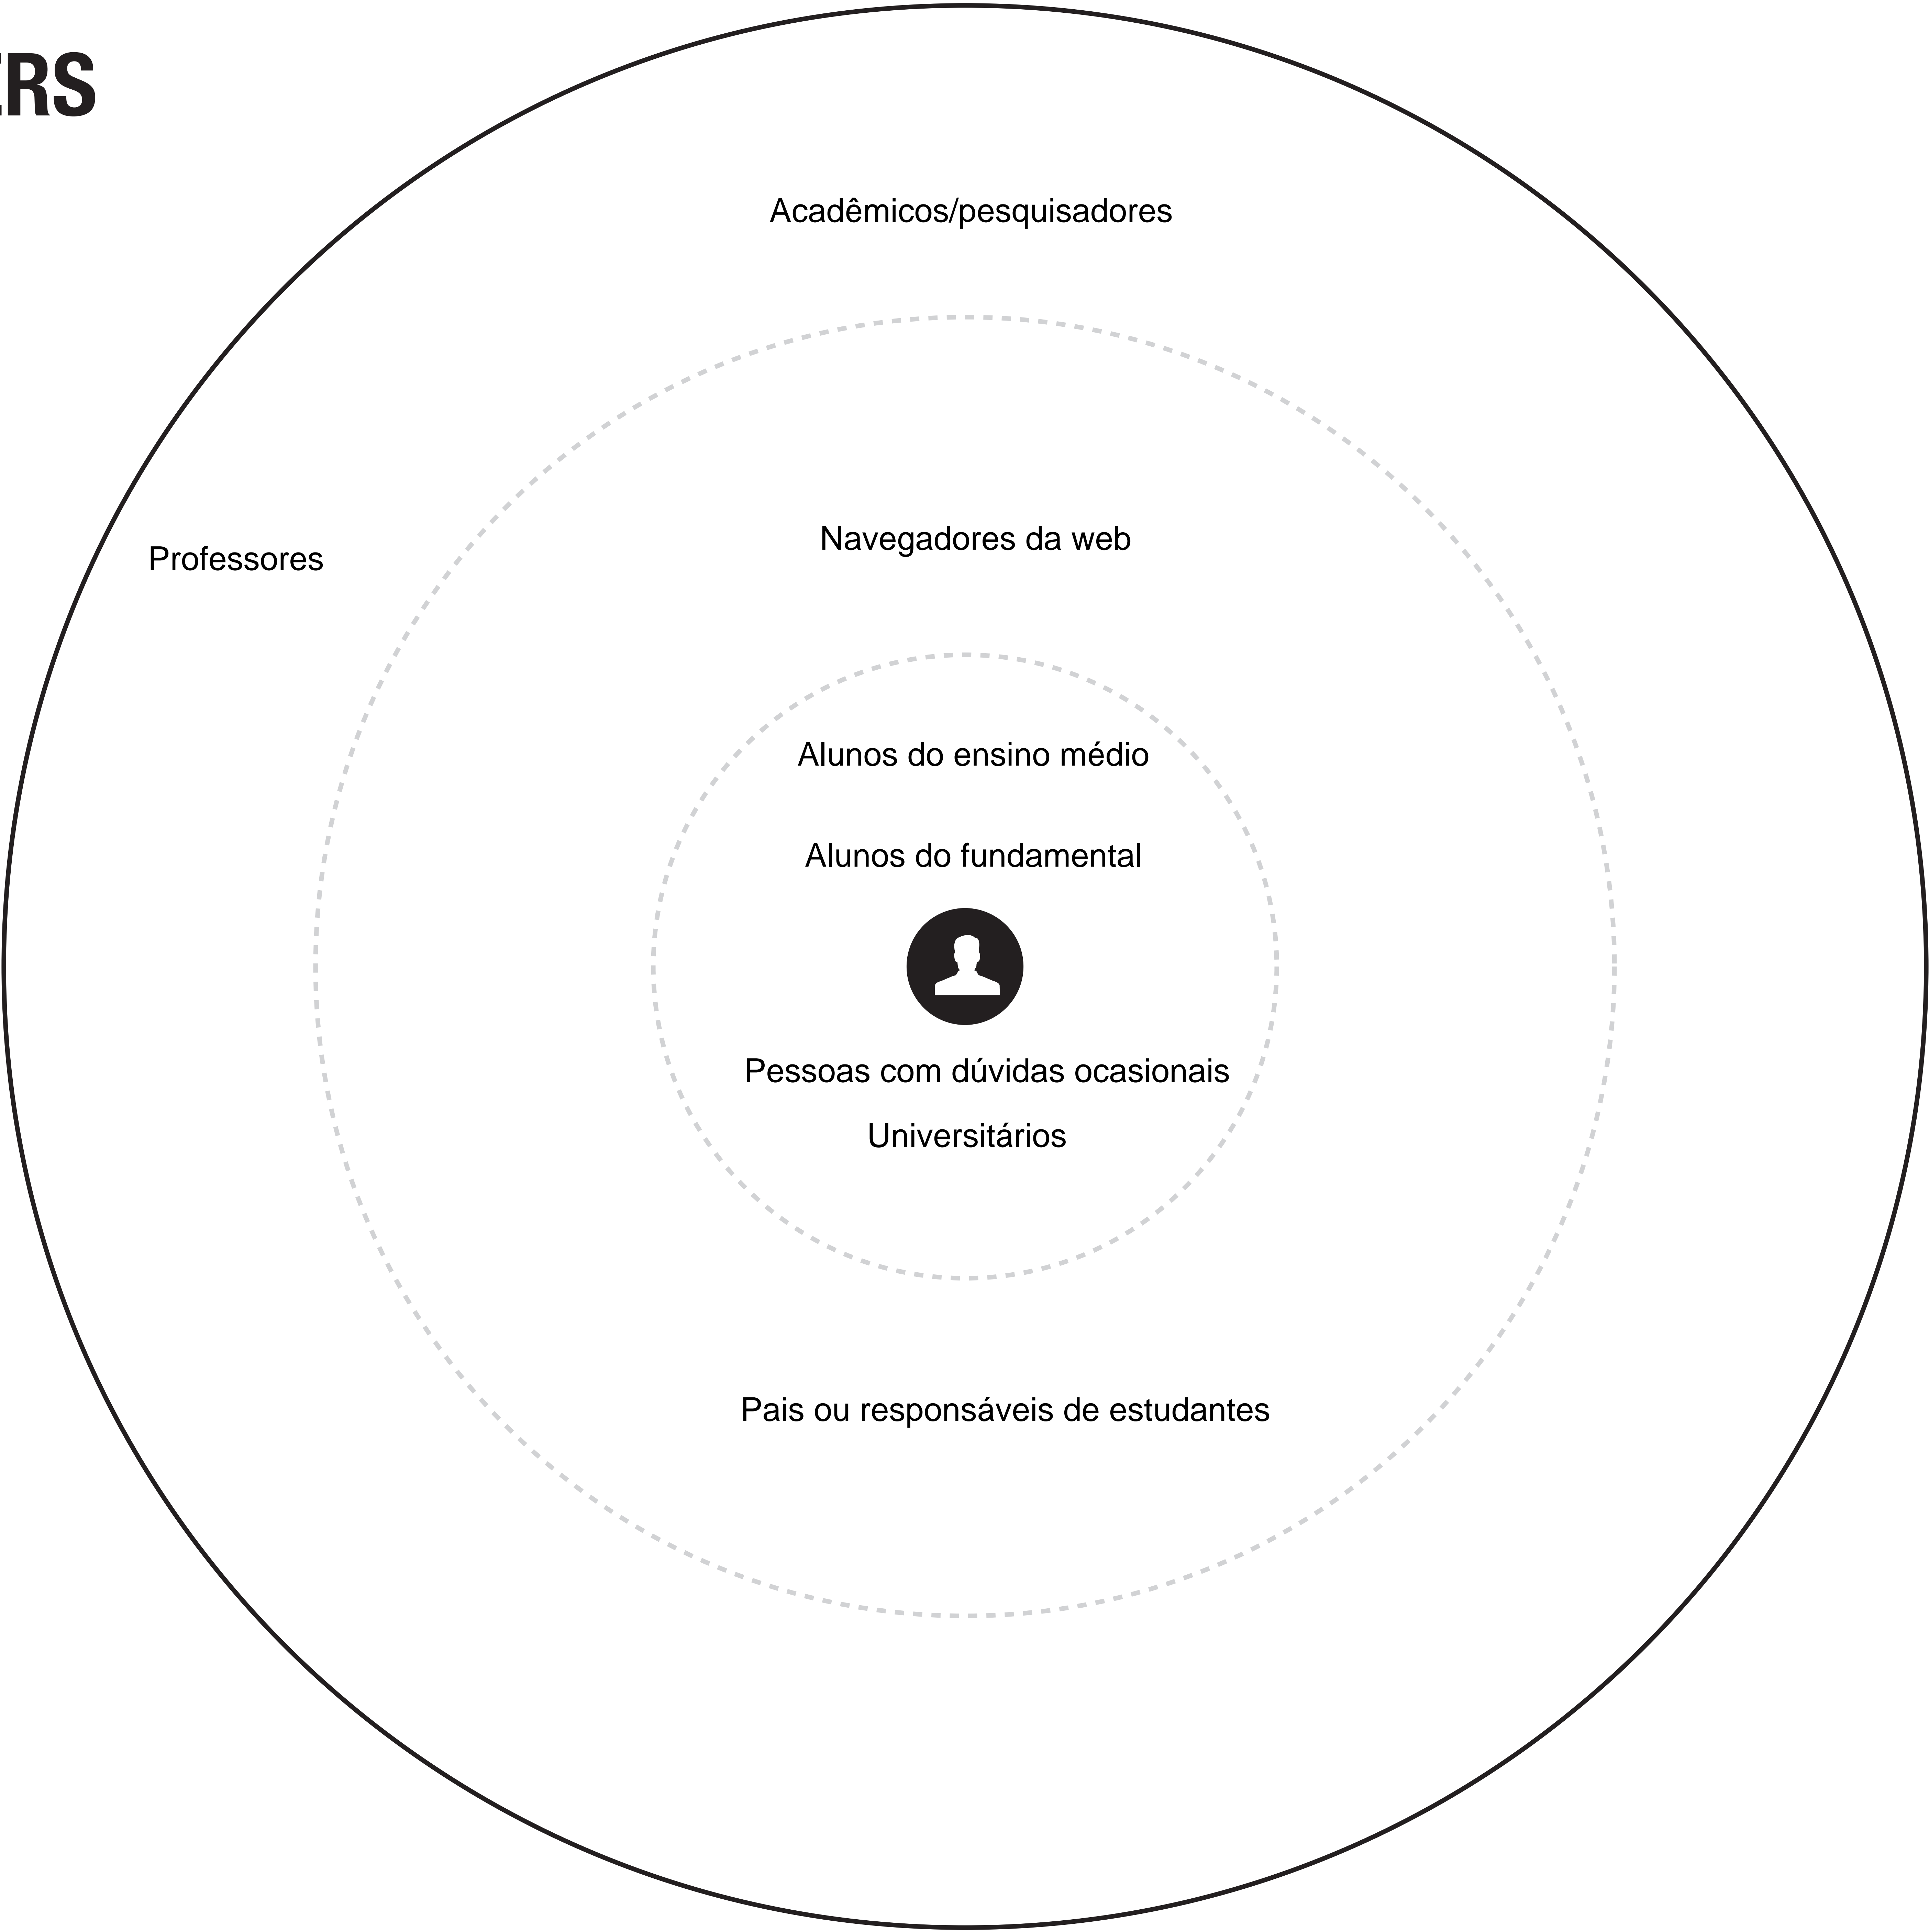 ERS
Acadêmicos/pesquisadores
Navegadores da web
Professores
Alunos do ensino médio
Alunos do fundamental
Pessoas com dúvidas ocasionais
Universitários
Pais ou responsáveis de estudantes